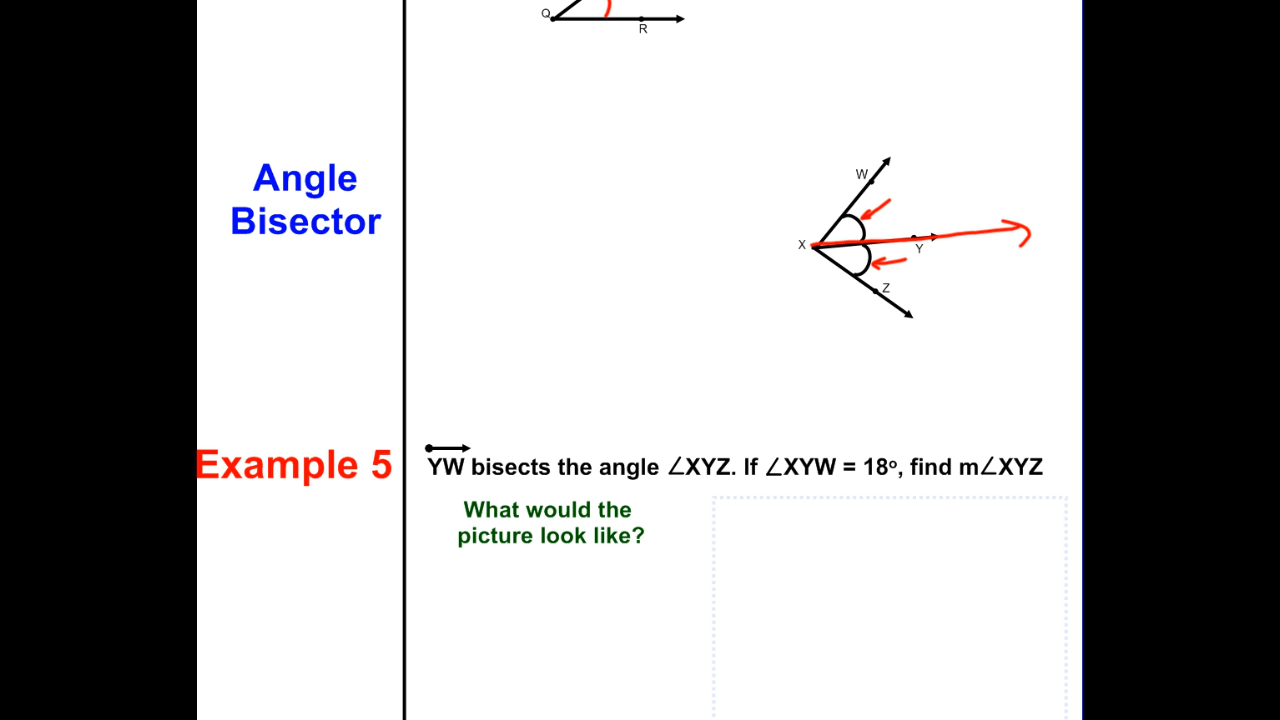 Q
R
Angle
Bisector
W
X
Y
Z
Example 5
YW bisects the angle ∠XYZ. If ∠XYW = 18º, find m∠XYZ
What would the
picture look like?